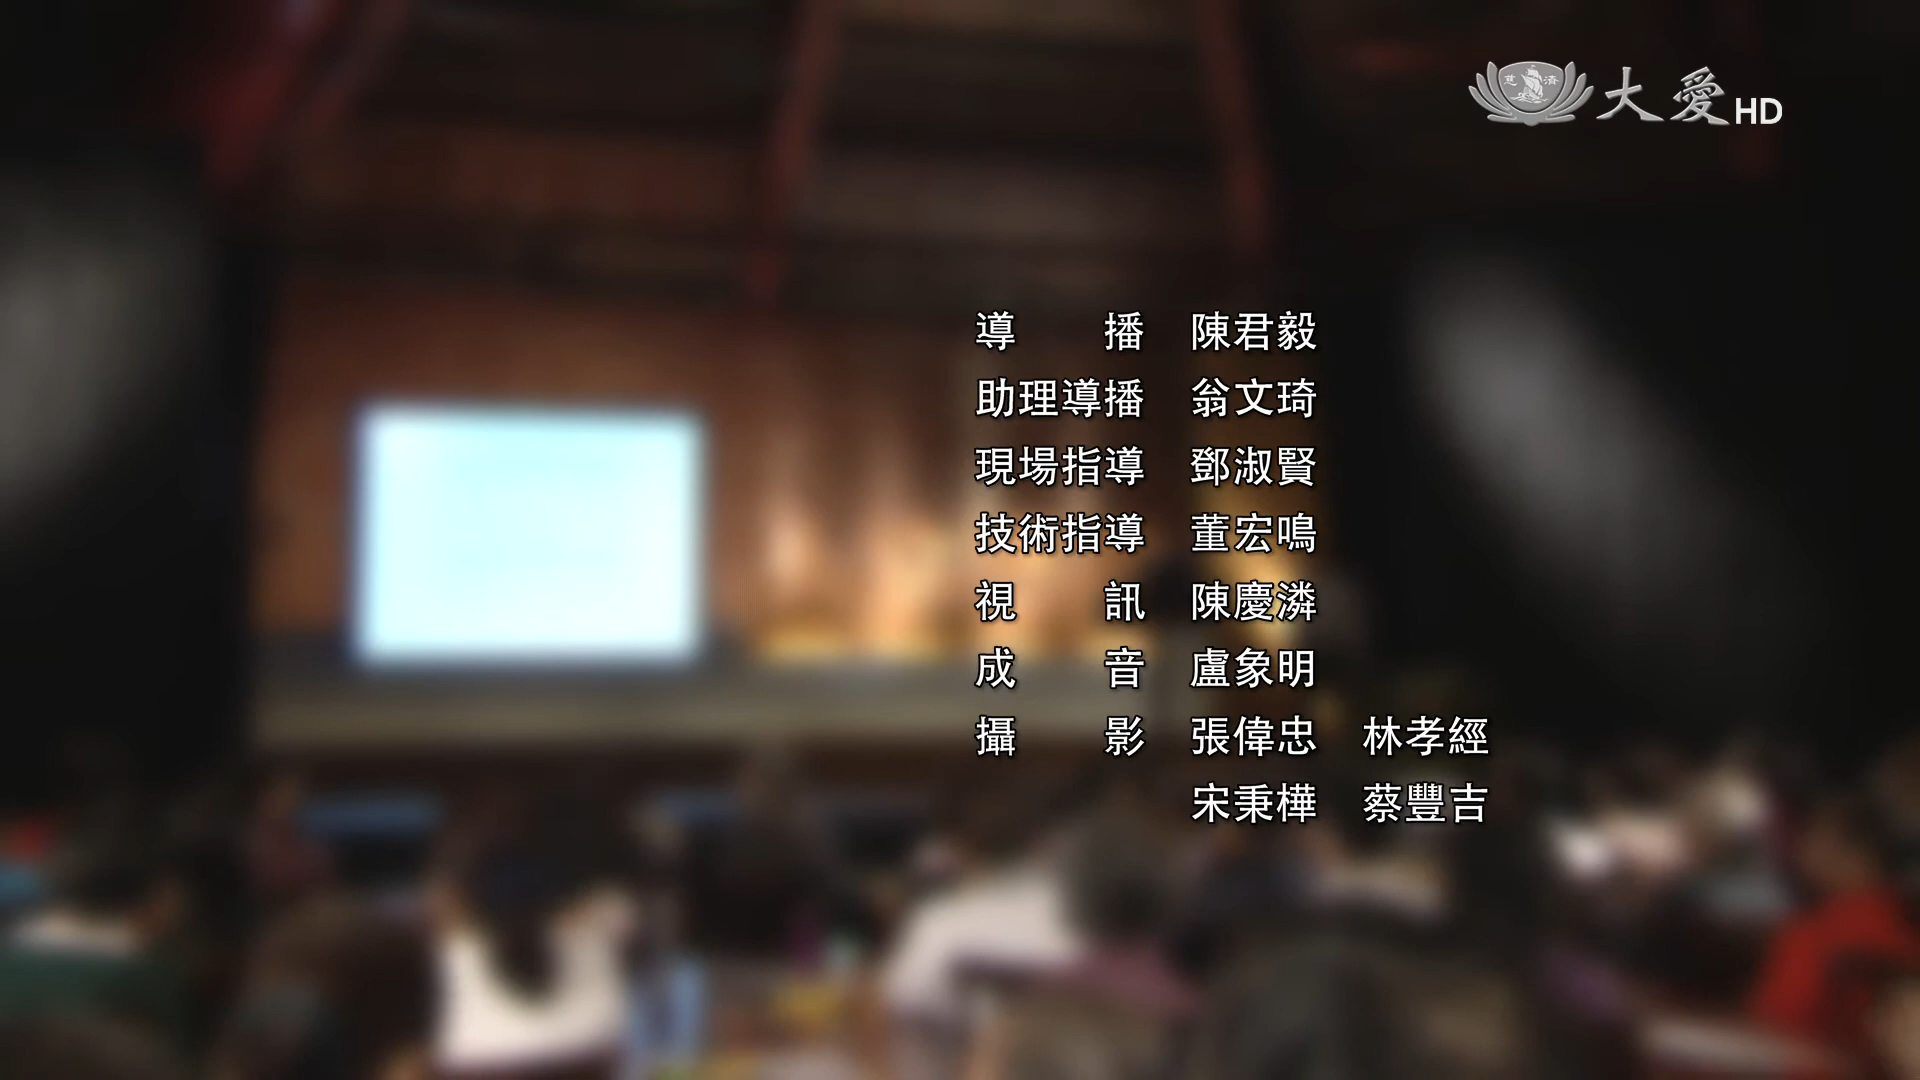 慈濟 大愛HD
導播 陳君毅
助理導播 翁文琦
現場指導 鄧淑賢
技術指導 董宏鳴
視訊 陳慶潾
成音 盧象明
攝影 張偉忠 林孝經
宋秉樺 蔡豐吉